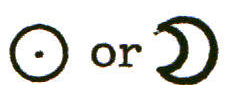 ☉ or ☽